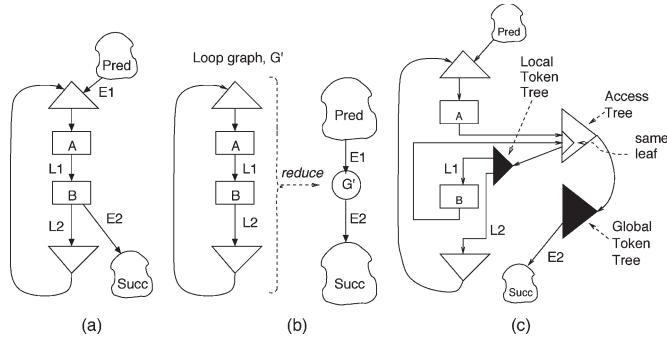 Pred
E1
A
L1
B
L2
E2
Succ
(a)
Loop graph, G'
A
L1
B
L2
reduce
Pred
E1
G'
E2
Succ
(b)
Pred
Local
Token
Tree
A
Access
Tree
same
leaf
L1
B
L2
Global
Token
Tree
E2
Succ
(c)